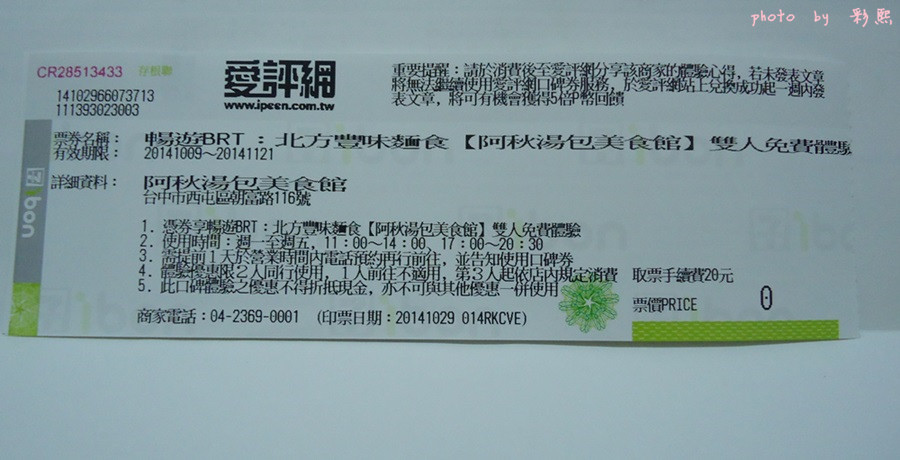 photo by 彩熙
CR28513433 存根聯
14102966073713
111393023003
愛評網
www.ipeen.com.tw
重要提醒：請於消費後至愛評網分享該商家的體驗心得，若未發表文章
將無法繼續使用愛評網口碑券服務，於愛評網站上兌換成功起一週內發
表文章，將可有機會獲得5倍P幣回饋
票券名稱： 暢遊BRT：北方豐味麵食【阿秋湯包美食館】雙人免費體驗
有效期限： 20141009～20141121
詳細資料： 阿秋湯包美食館
台中市西屯區朝富路116號
1. 憑券享暢遊BRT：北方豐味麵食【阿秋湯包美食館】雙人免費體驗
2. 使用時間：週一至週五，11：00～14：00、17：00～20：30
3. 需提前1天於營業時間內電話預約再行前往，並告知使用口碑券
4. 體驗優惠限2人同行使用，1人前往不適用，第3人起依店內規定消費
5. 此口碑體驗之優惠不得折抵現金，亦不可與其他優惠一併使用
取票手續費20元
票價PRICE 0
商家電話：04-2369-0001 (印票日期：20141029 014RKCVE)
ibon